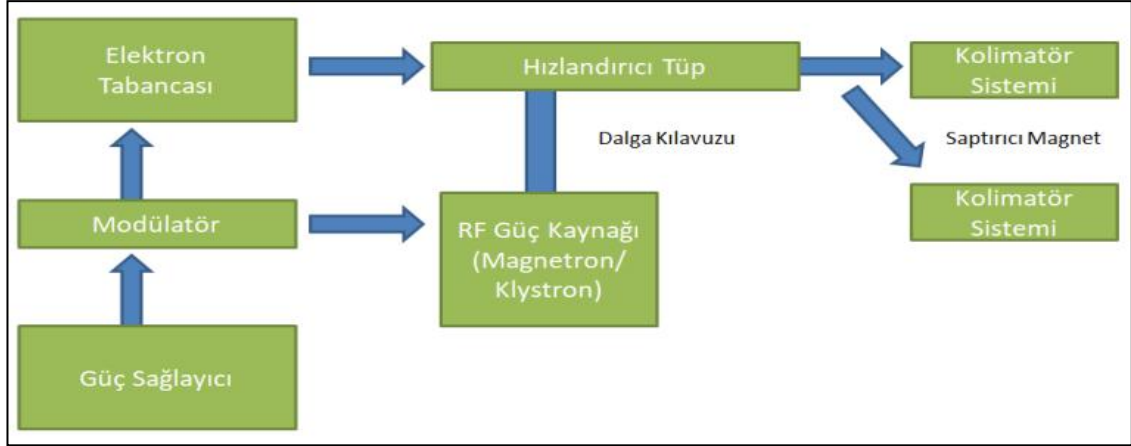 Elektron
Tabancası
Hızlandırıcı Tüp
Kolimatör
Sistemi
Dalga Kılavuzu
Saptırıcı Magnet
Modülatör
RF Güç Kaynağı
(Magnetron/
Klystron)
Kolimatör
Sistemi
Güç Sağlayıcı